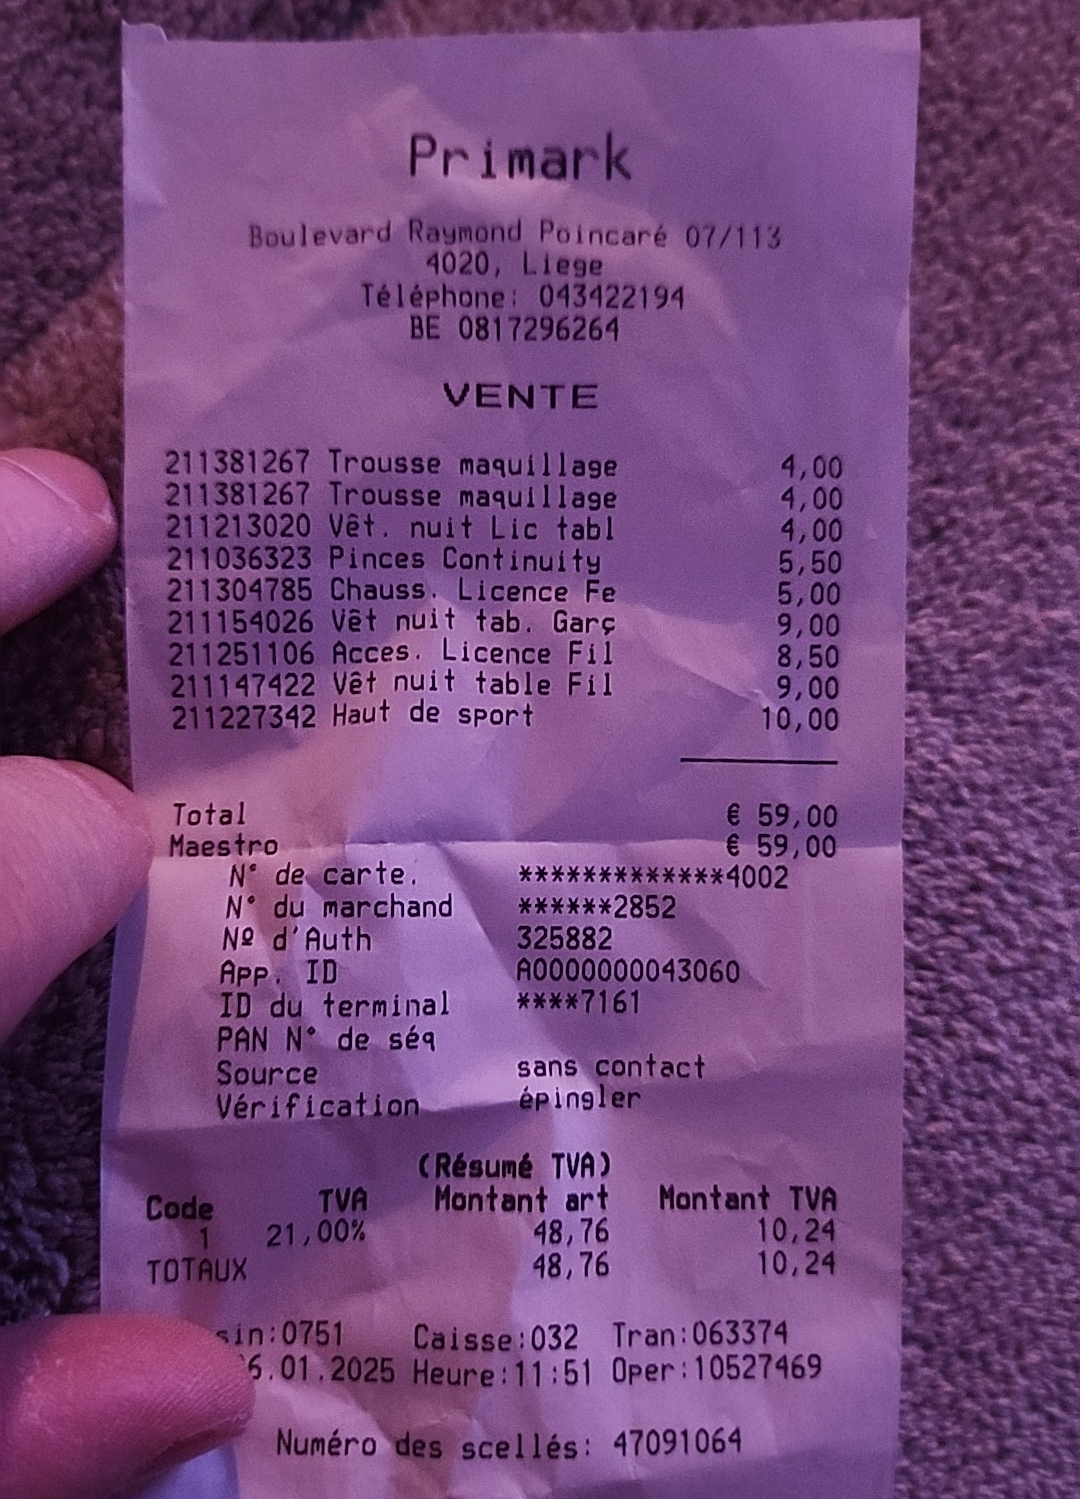 Primark
Boulevard Raymond Poincaré 07/113
4020, Liege
Téléphone: 043422194
BE 0817296264
VENTE
211381267 Trousse maquillage 4,00
211381267 Trousse maquillage 4,00
211213020 Vêt. nuit Lic tabl 4,00
211036323 Pinces Continuity 5,50
211304785 Chauss. Licence Fe 5,00
211154026 Vêt nuit tab. Garç 9,00
211251106 Acces. Licence Fil 8,50
211147422 Vêt nuit table Fil 9,00
211227342 Haut de sport 10,00
Total € 59,00
Maestro € 59,00
N° de carte. *************4002
N° du marchand ******2852
Nº d'Auth 325882
App. ID A0000000043060
ID du terminal ****7161
PAN N° de séq
Source sans contact
Vérification épingler
(Résumé TVA)
Code TVA Montant art Montant TVA
1 21,00% 48,76 10,24
TOTAUX 48,76 10,24
sin:0751 Caisse:032 Tran:063374
6.01.2025 Heure:11:51 Oper:10527469
Numéro des scellés: 47091064